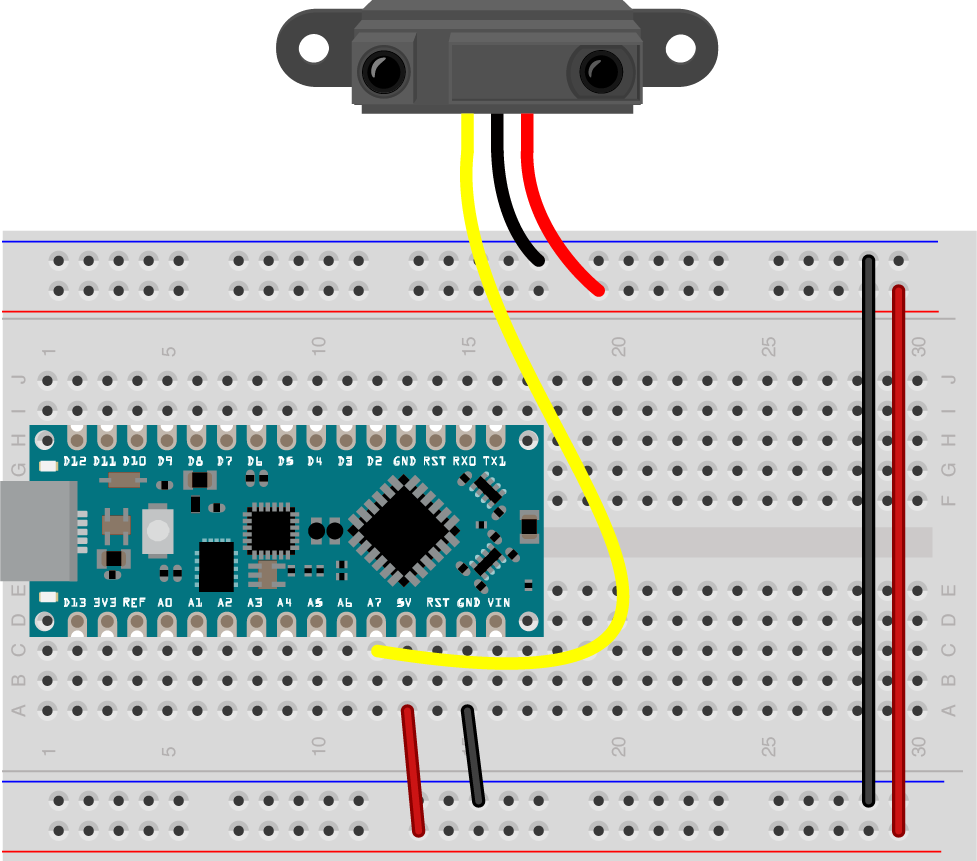 1 5 10 15 20 25 30
J J
I I
H H
D12 D11 D10 D9 D8 D7 D6 D5 D4 D3 D2 GND RST RX0 TX1
G G
F F
E E
D13 3V3 REF A0 A1 A2 A3 A4 A5 A6 A7 5V RST GND VIN
D D
C C
B B
A A
1 5 10 20 25 30